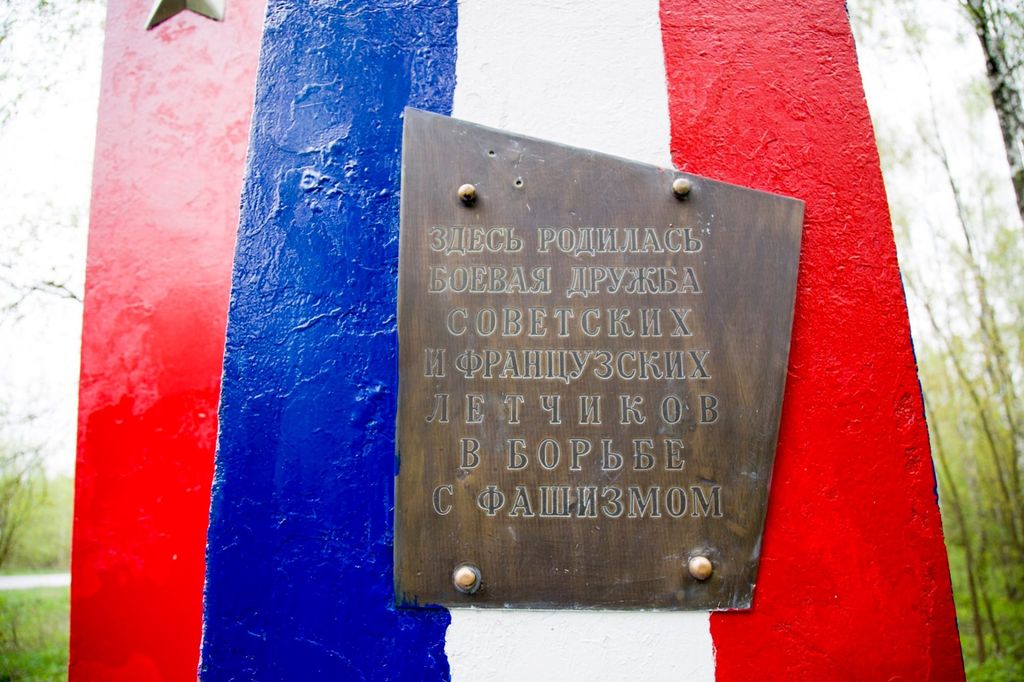 ЗДЕСЬ РОДИЛАСЬ
БОЕВАЯ ДРУЖБА
СОВЕТСКИХ
И ФРАНЦУЗСКИХ
ЛЕТЧИКОВ
В БОРЬБЕ
С ФАШИЗМОМ